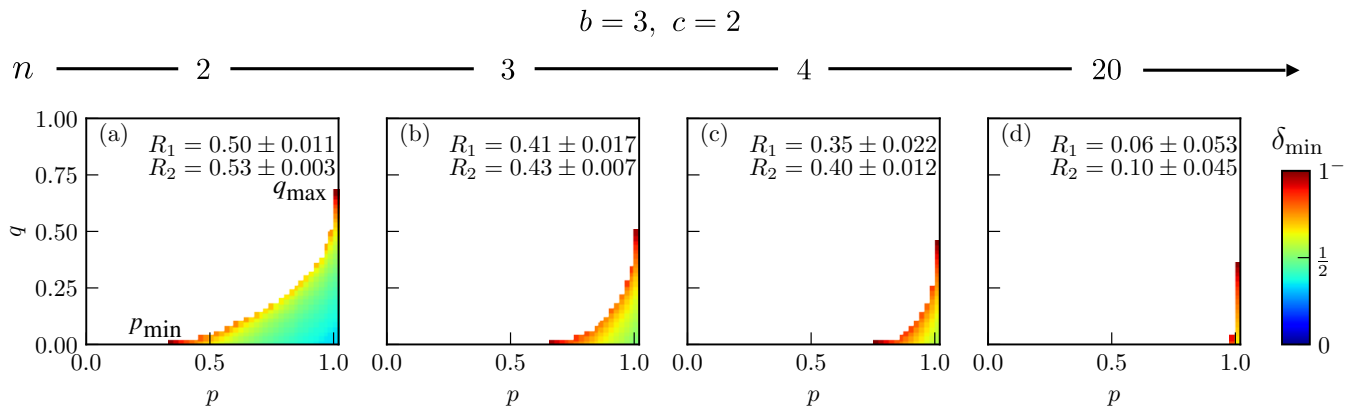 b = 3, c = 2
n 2 3 4 20
(a) R₁ = 0.50 ± 0.011
R₂ = 0.53 ± 0.003
q_max
p_min
1.00
0.75
0.50
0.25
0.00
q
0.0 0.5 1.0
p
(b) R₁ = 0.41 ± 0.017
R₂ = 0.43 ± 0.007
0.0 0.5 1.0
p
(c) R₁ = 0.35 ± 0.022
R₂ = 0.40 ± 0.012
0.0 0.5 1.0
p
(d) R₁ = 0.06 ± 0.053
R₂ = 0.10 ± 0.045
0.0 0.5 1.0
p
δ_min
1⁻
½
0